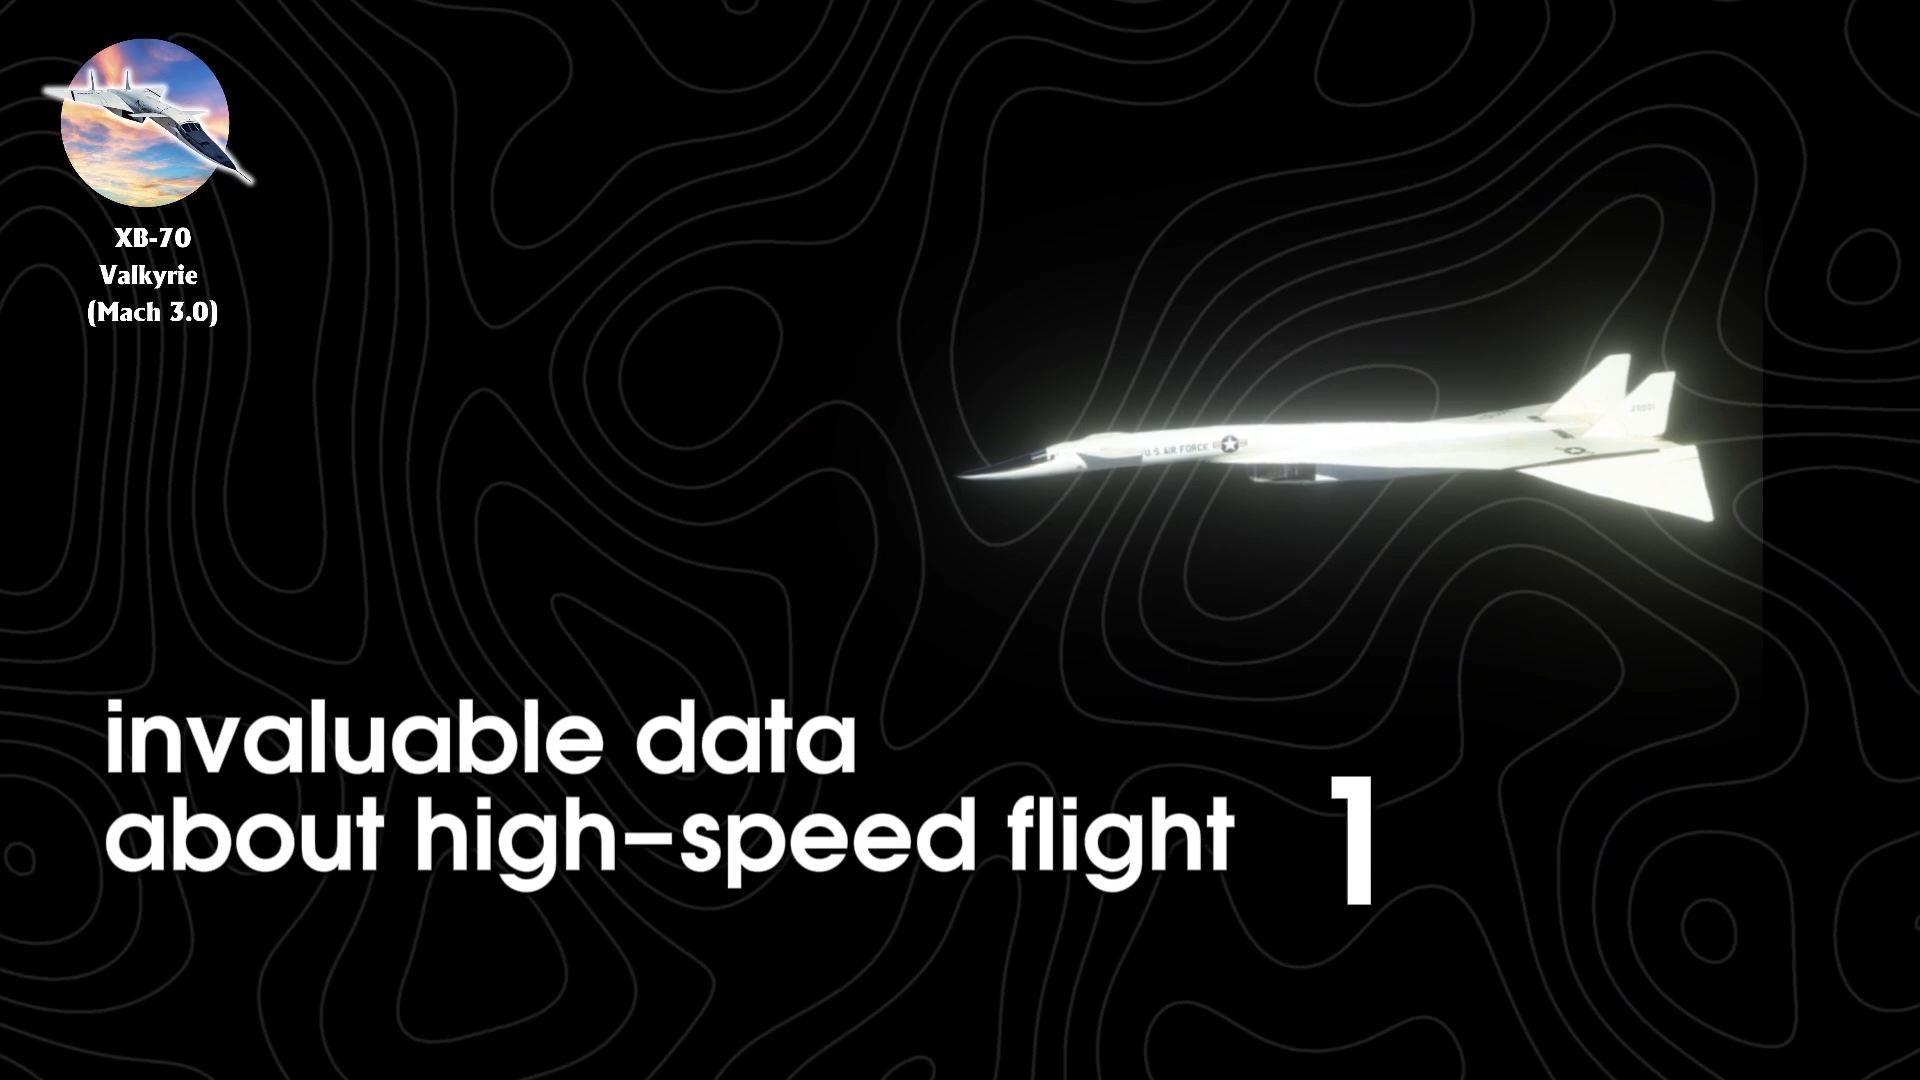 XB-70
Valkyrie
(Mach 3.0)
U.S. AIR FORCE
invaluable data
about high-speed flight
1